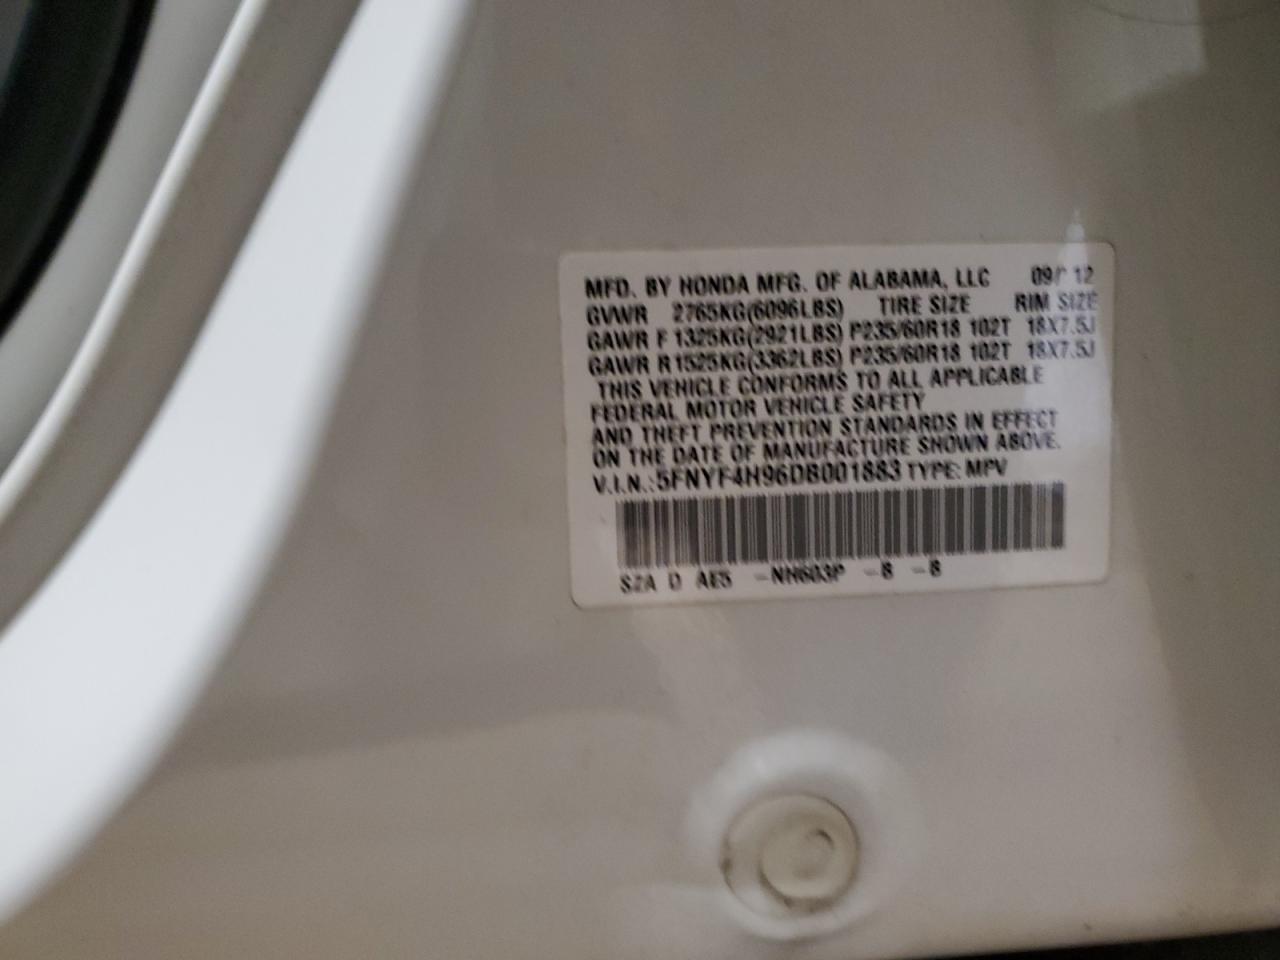 MFD. BY HONDA MFG. OF ALABAMA, LLC 09/ 12
GVWR 2765KG(6096LBS) TIRE SIZE RIM SIZE
GAWR F 1325KG(2921LBS) P235/60R18 102T 18X7.5J
GAWR R 1525KG(3362LBS) P235/60R18 102T 18X7.5J
THIS VEHICLE CONFORMS TO ALL APPLICABLE
FEDERAL MOTOR VEHICLE SAFETY
AND THEFT PREVENTION STANDARDS IN EFFECT
ON THE DATE OF MANUFACTURE SHOWN ABOVE.
V.I.N.: 5FNYF4H96DB001883 TYPE: MPV
SZA D AE5 -NH603P -B -B